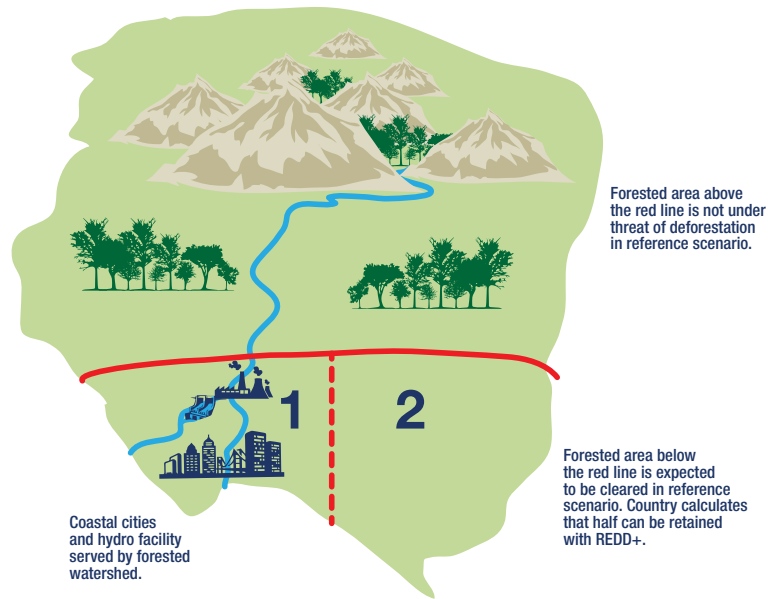 Forested area above
the red line is not under
threat of deforestation
in reference scenario.
1
2
Forested area below
the red line is expected
to be cleared in reference
scenario. Country calculates
that half can be retained
with REDD+.
Coastal cities
and hydro facility
served by forested
watershed.